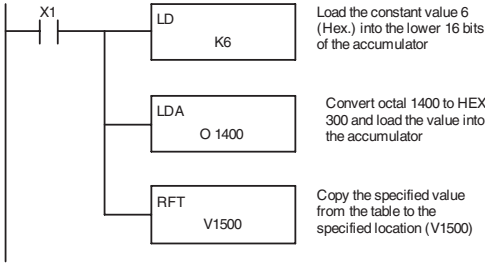 X1
LD
K6
Load the constant value 6
(Hex.) into the lower 16 bits
of the accumulator
LDA
O 1400
Convert octal 1400 to HEX
300 and load the value into
the accumulator
RFT
V1500
Copy the specified value
from the table to the
specified location (V1500)